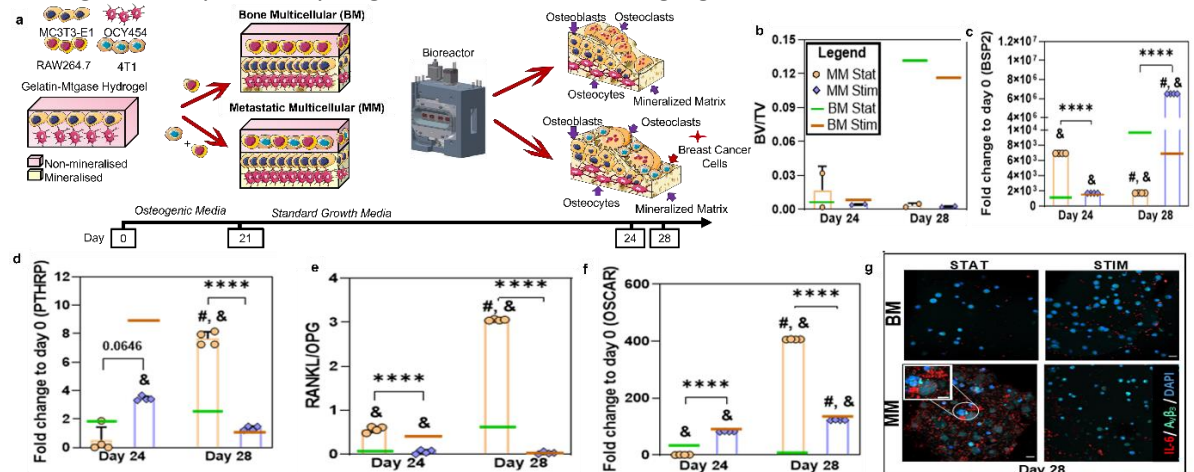 a
MC3T3-E1 OCY454
RAW264.7 4T1
Gelatin-Mtgase Hydrogel
Non-mineralised
Mineralised
Bone Multicellular (BM)
Metastatic Multicellular (MM)
Bioreactor
Osteoblasts Osteoclasts
Osteocytes Mineralized Matrix
Osteoblasts Osteoclasts
Breast Cancer
Cells
Osteocytes
Mineralized Matrix
Osteogenic Media Standard Growth Media
Day 0 21 24 28
b
BV/TV
0.15
0.12
0.09
0.06
0.03
0.00
Legend
MM Stat
MM Stim
BM Stat
BM Stim
Day 24 Day 28
c
Fold change to day 0 (BSP2)
1.2×10⁷
1×10⁷
8×10⁶
6×10⁶
4×10⁶
1×10⁴
8×10³
6×10³
4×10³
2×10³
0
****
&
&
****
#, &
#, &
Day 24 Day 28
d
Fold change to day 0 (PTHRP)
12
10
8
6
4
2
0
0.0646
&
****
#, &
Day 24 Day 28
e
RANKL/OPG
4
3
2
1
0
****
&
&
****
#, &
Day 24 Day 28
f
Fold change to day 0 (OSCAR)
600
400
200
0
****
&
&
****
#, &
#, &
Day 24 Day 28
g
STAT STIM
BM
MM
IL-6/ AᵥB₃ / DAPI
Day 28